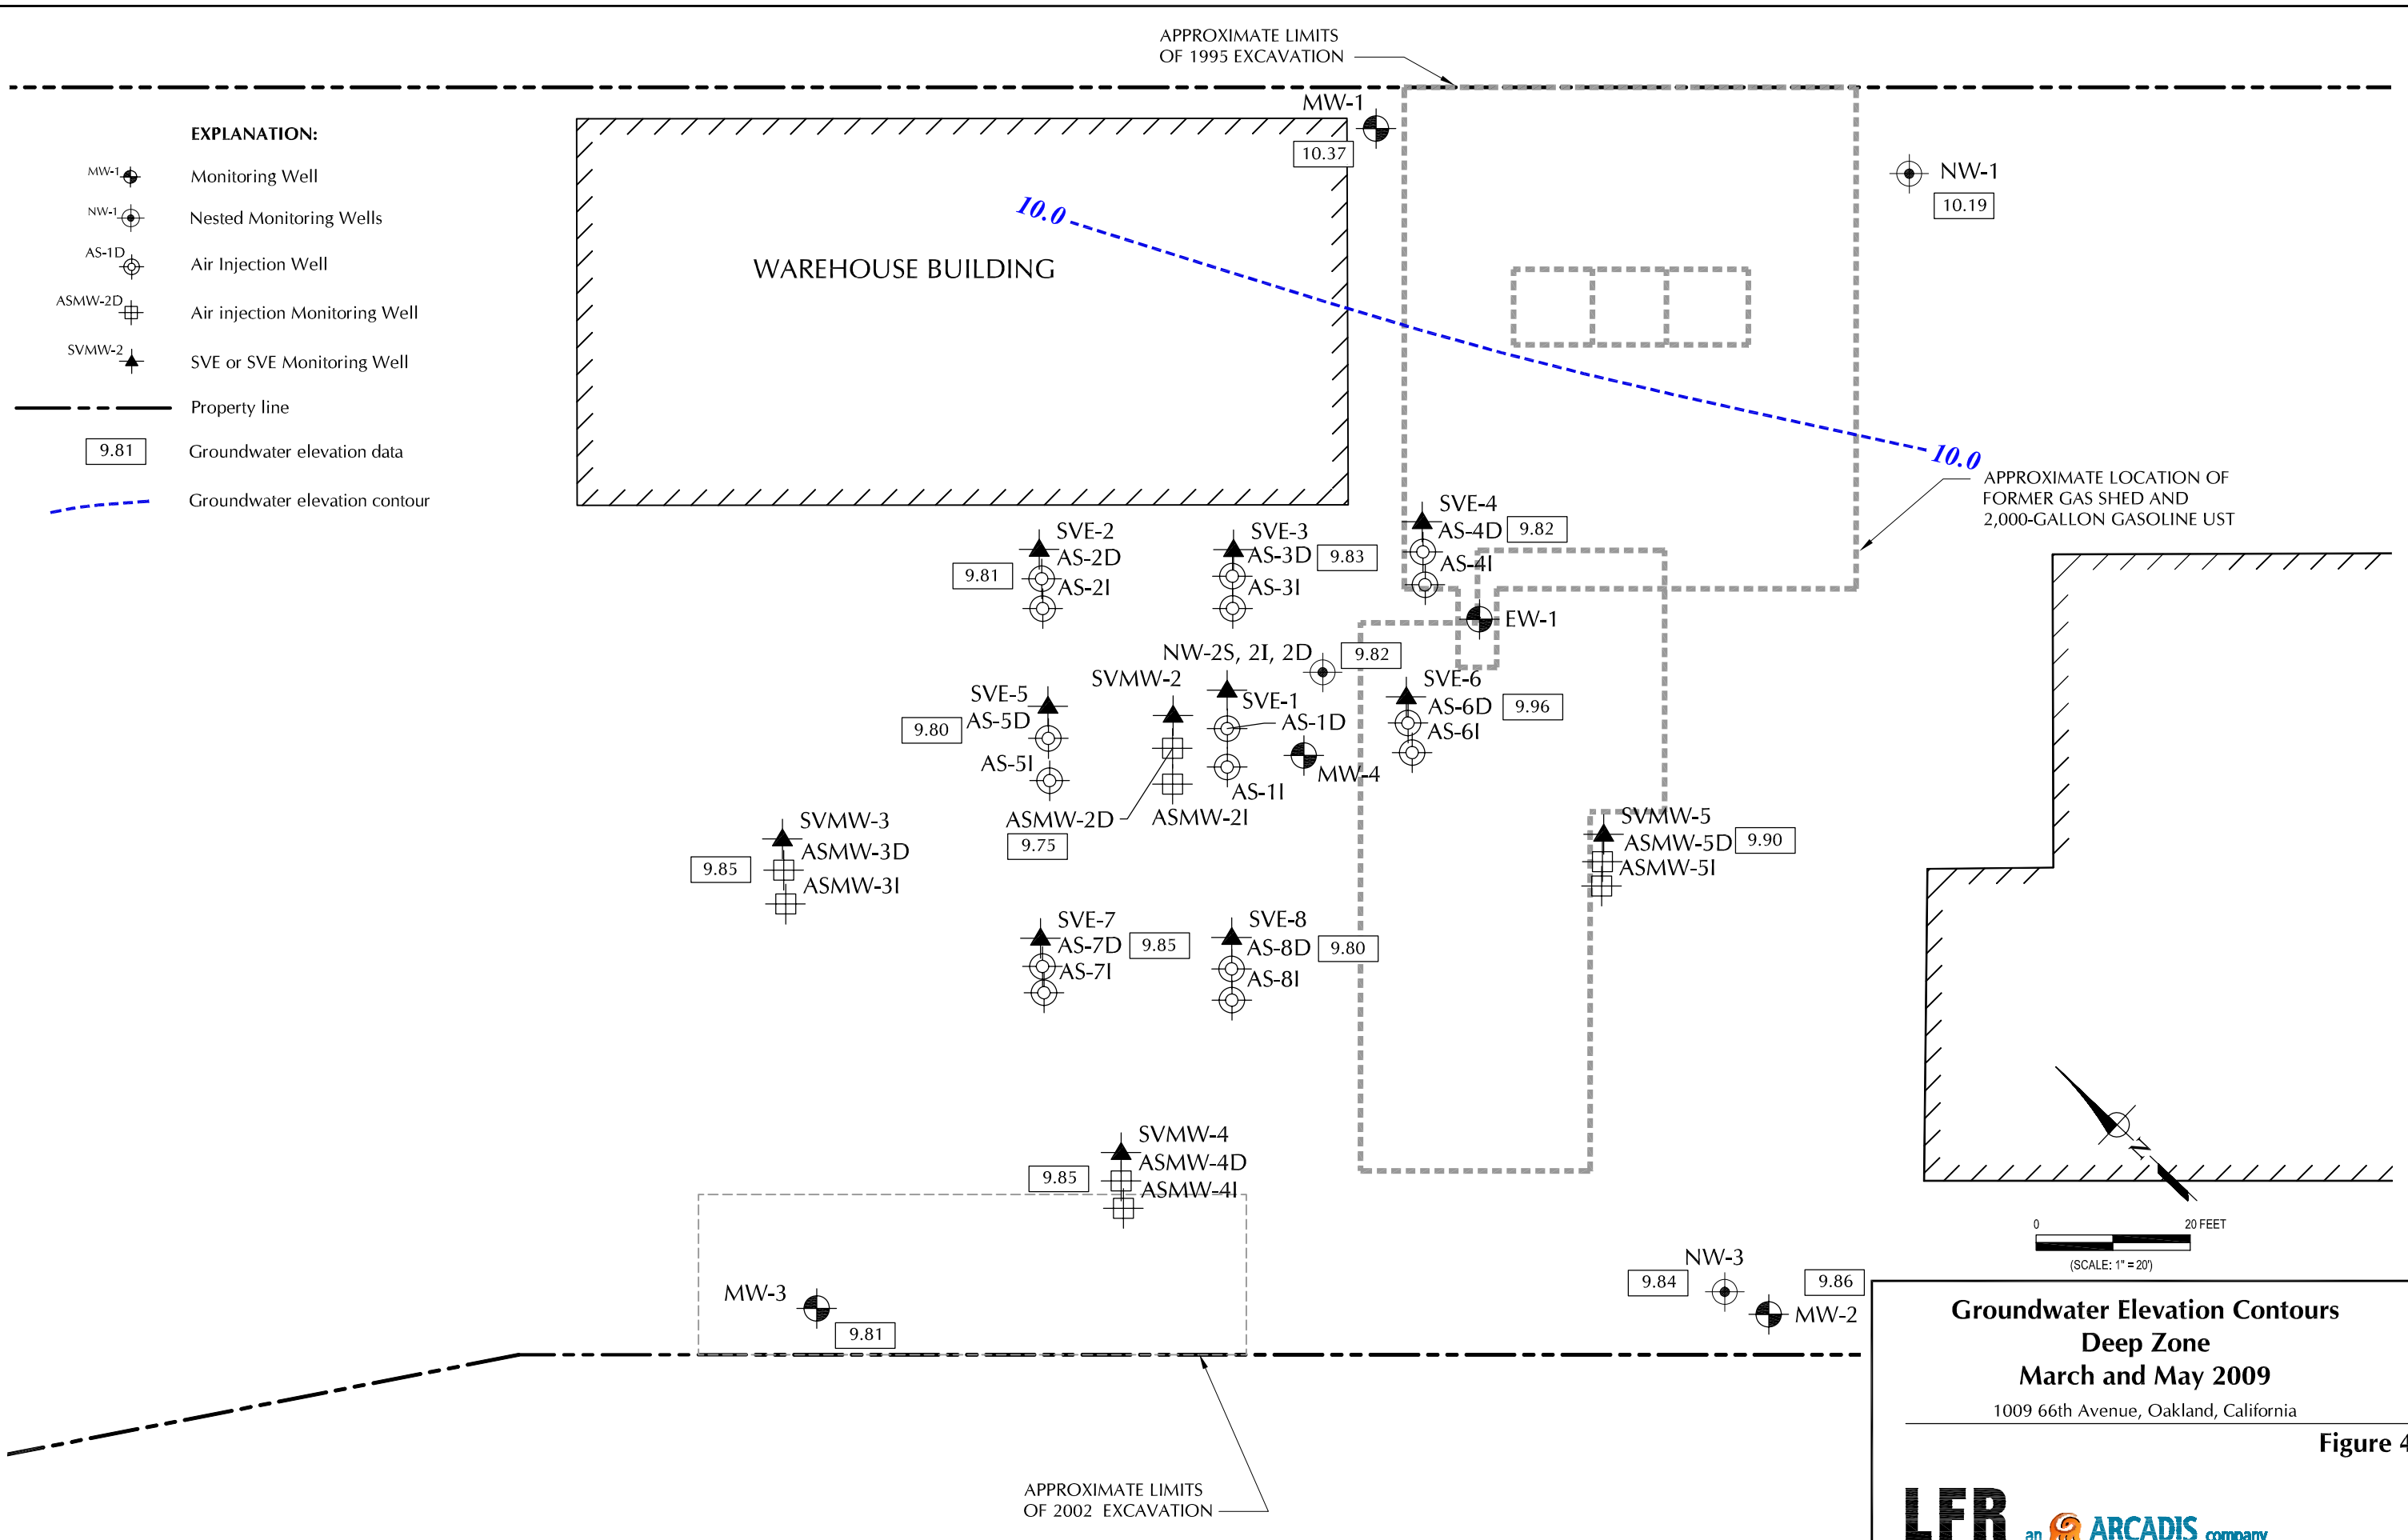 APPROXIMATE LIMITS
OF 1995 EXCAVATION
EXPLANATION:
MW-1
Monitoring Well
NW-1
Nested Monitoring Wells
AS-1D
Air Injection Well
ASMW-2D
Air injection Monitoring Well
SVMW-2
SVE or SVE Monitoring Well
Property line
9.81
Groundwater elevation data
Groundwater elevation contour
MW-1
10.37
NW-1
10.19
10.0
WAREHOUSE BUILDING
10.0
APPROXIMATE LOCATION OF
FORMER GAS SHED AND
2,000-GALLON GASOLINE UST
SVE-2
AS-2D
9.81
AS-2I
SVE-3
AS-3D
9.83
AS-3I
SVE-4
AS-4D
9.82
AS-4I
EW-1
NW-2S, 2I, 2D
9.82
SVMW-2
SVE-5
AS-5D
9.80
AS-5I
SVE-1
AS-1D
AS-1I
MW-4
SVE-6
AS-6D
9.96
AS-6I
ASMW-2D
9.75
ASMW-2I
SVMW-3
ASMW-3D
9.85
ASMW-3I
SVMW-5
ASMW-5D
9.90
ASMW-5I
SVE-7
AS-7D
9.85
AS-7I
SVE-8
AS-8D
9.80
AS-8I
SVMW-4
ASMW-4D
9.85
ASMW-4I
N
0 20 FEET
(SCALE: 1" = 20')
MW-3
9.81
NW-3
9.84
9.86
MW-2
APPROXIMATE LIMITS
OF 2002 EXCAVATION
Groundwater Elevation Contours
Deep Zone
March and May 2009
1009 66th Avenue, Oakland, California
Figure 4
LFR an ARCADIS company